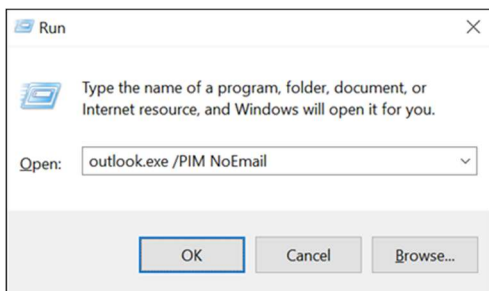 Run
Type the name of a program, folder, document, or
Internet resource, and Windows will open it for you.
Open: outlook.exe /PIM NoEmail
OK Cancel Browse...